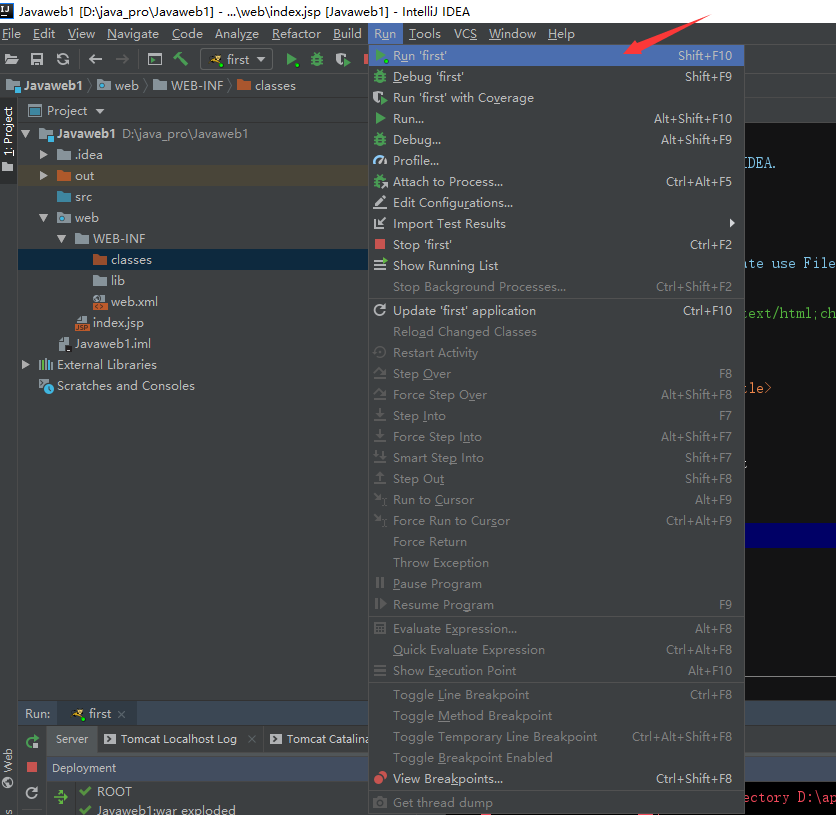 Javaweb1 [D:\java_pro\Javaweb1] - ...\web\index.jsp [Javaweb1] - IntelliJ IDEA
File Edit View Navigate Code Analyze Refactor Build Run Tools VCS Window Help
first
Javaweb1 web WEB-INF classes
1: Project
Project
Javaweb1 D:\java_pro\Javaweb1
.idea
out
src
web
WEB-INF
classes
lib
web.xml
index.jsp
Javaweb1.iml
External Libraries
Scratches and Consoles
Run 'first' Shift+F10
Debug 'first' Shift+F9
Run 'first' with Coverage
Run... Alt+Shift+F10
Debug... Alt+Shift+F9
Profile...
Attach to Process... Ctrl+Alt+F5
Edit Configurations...
Import Test Results
Stop 'first' Ctrl+F2
Show Running List
Stop Background Processes... Ctrl+Shift+F2
Update 'first' application Ctrl+F10
Reload Changed Classes
Restart Activity
Step Over F8
Force Step Over Alt+Shift+F8
Step Into F7
Force Step Into Alt+Shift+F7
Smart Step Into Shift+F7
Step Out Shift+F8
Run to Cursor Alt+F9
Force Run to Cursor Ctrl+Alt+F9
Force Return
Throw Exception
Pause Program
Resume Program F9
Evaluate Expression... Alt+F8
Quick Evaluate Expression Ctrl+Alt+F8
Show Execution Point Alt+F10
Toggle Line Breakpoint Ctrl+F8
Toggle Method Breakpoint
Toggle Temporary Line Breakpoint Ctrl+Alt+Shift+F8
Toggle Breakpoint Enabled
View Breakpoints... Ctrl+Shift+F8
Get thread dump
IDEA.
ate use File
text/html;ch
tle>
Run: first
Server Tomcat Localhost Log Tomcat Catalina
Deployment
ROOT
Javaweb1:war exploded
Web
ectory D:\ap